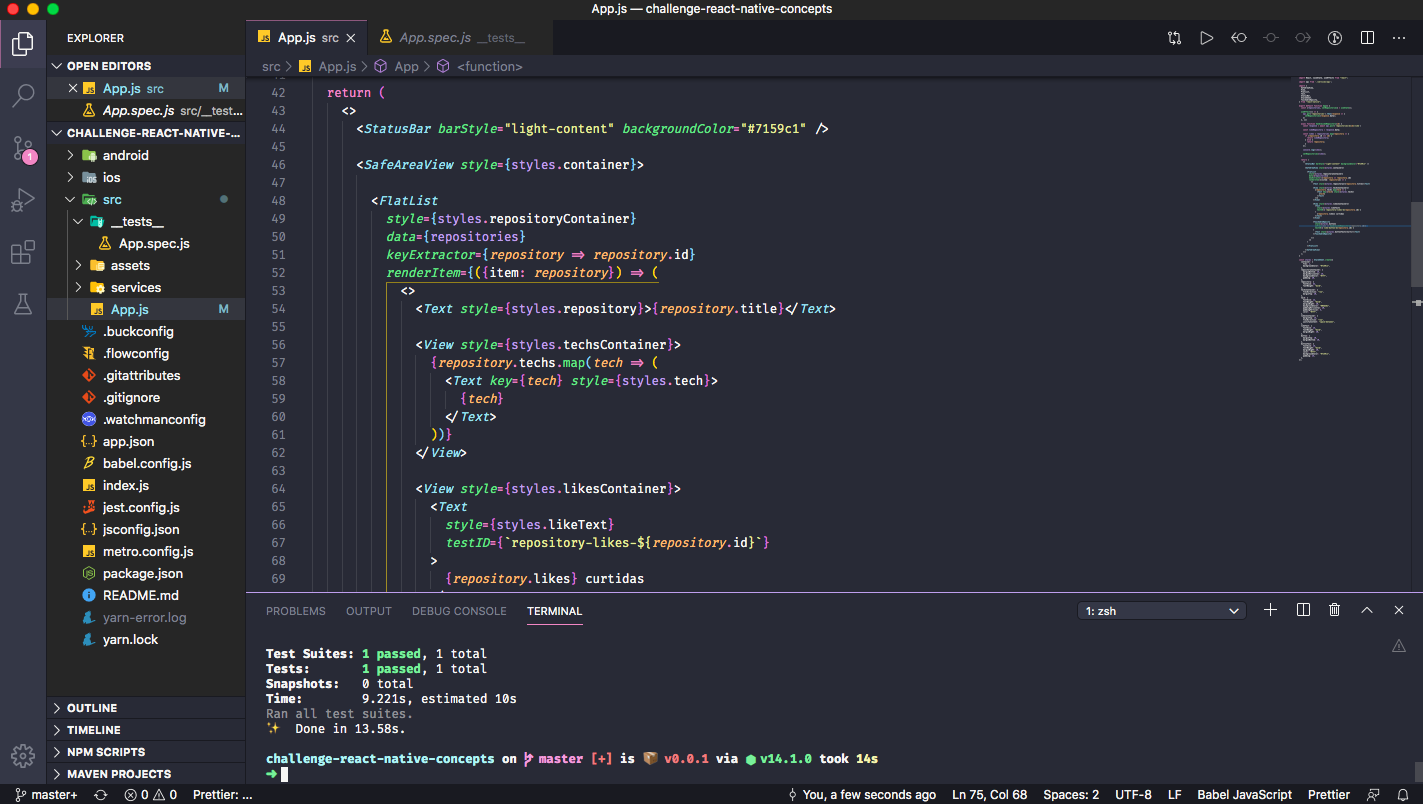 App.js — challenge-react-native-concepts
EXPLORER
OPEN EDITORS
App.js src M
App.spec.js src/__test...
CHALLENGE-REACT-NATIVE-...
android
ios
src
__tests__
App.spec.js
assets
services
App.js M
.buckconfig
.flowconfig
.gitattributes
.gitignore
.watchmanconfig
app.json
babel.config.js
index.js
jest.config.js
jsconfig.json
metro.config.js
package.json
README.md
yarn-error.log
yarn.lock
OUTLINE
TIMELINE
NPM SCRIPTS
MAVEN PROJECTS
1
App.js src
App.spec.js __tests__
src > App.js > App > <function>
42 return (
43 <>
44 <StatusBar barStyle="light-content" backgroundColor="#7159c1" />
45
46 <SafeAreaView style={styles.container}>
47
48 <FlatList
49 style={styles.repositoryContainer}
50 data={repositories}
51 keyExtractor={repository => repository.id}
52 renderItem={({item: repository}) => (
53 <>
54 <Text style={styles.repository}>{repository.title}</Text>
55
56 <View style={styles.techsContainer}>
57 {repository.techs.map(tech => (
58 <Text key={tech} style={styles.tech}>
59 {tech}
60 </Text>
61 ))}
62 </View>
63
64 <View style={styles.likesContainer}>
65 <Text
66 style={styles.likeText}
67 testID={`repository-likes-${repository.id}`}
68 >
69 {repository.likes} curtidas
PROBLEMS OUTPUT DEBUG CONSOLE TERMINAL
1: zsh
Test Suites: 1 passed, 1 total
Tests: 1 passed, 1 total
Snapshots: 0 total
Time: 9.221s, estimated 10s
Ran all test suites.
✨ Done in 13.58s.
challenge-react-native-concepts on master [+] is 📦 v0.0.1 via ⬢ v14.1.0 took 14s
➜
master+ 0 0 Prettier: ... You, a few seconds ago Ln 75, Col 68 Spaces: 2 UTF-8 LF Babel JavaScript Prettier